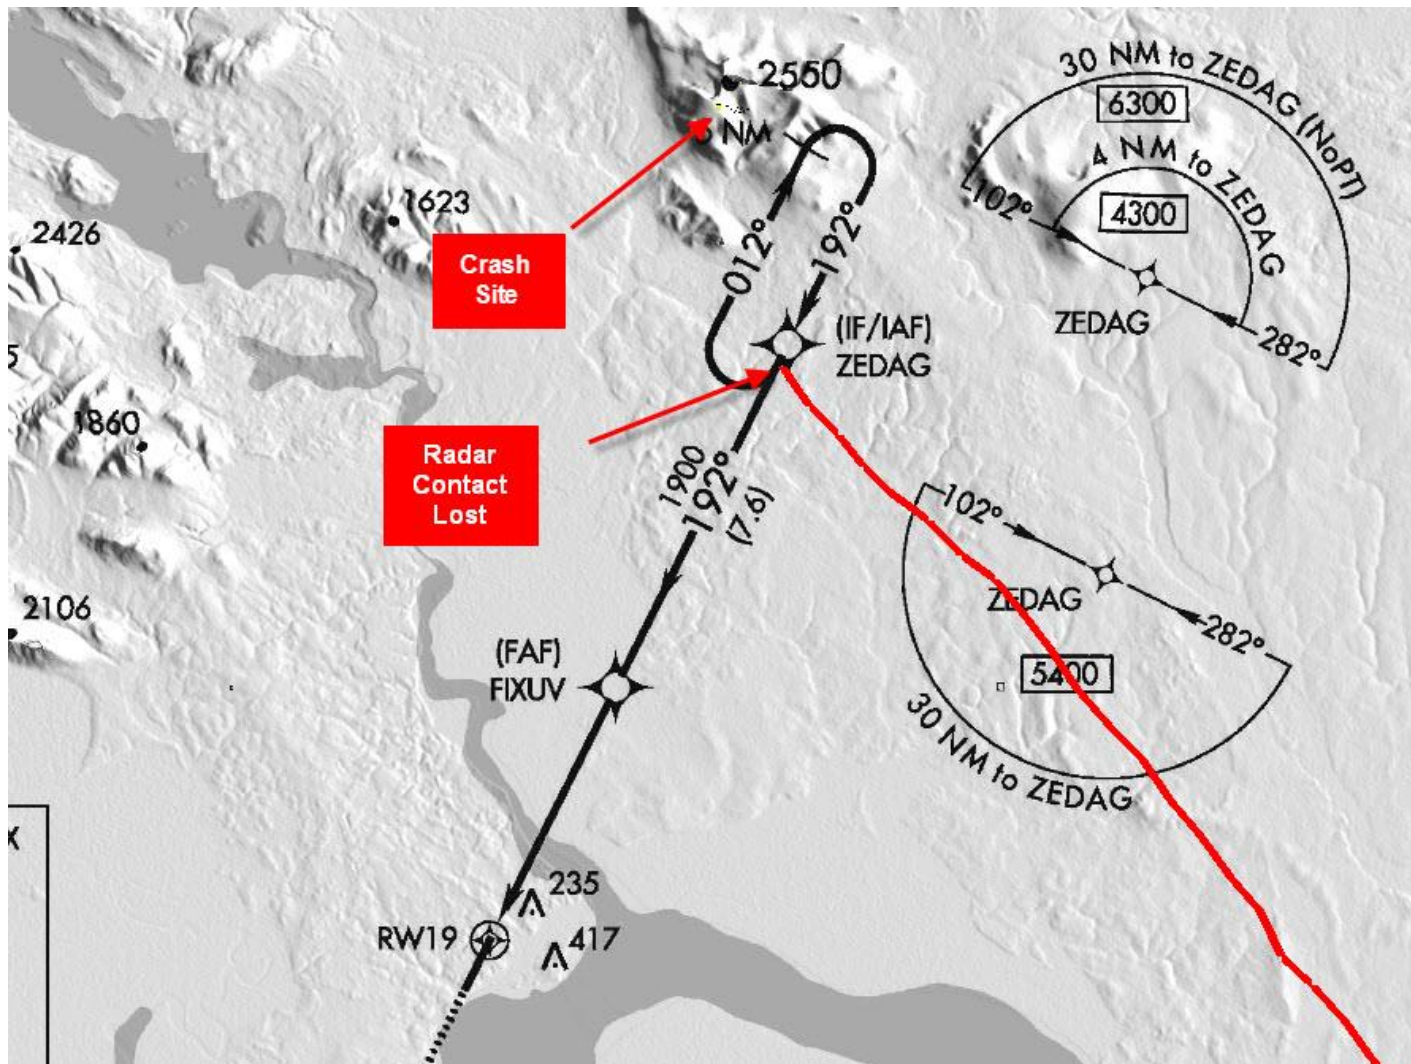 2550
30 NM to ZEDAG (NoPT)
6300
4 NM to ZEDAG
4300
102°
ZEDAG
282°
NM
1623
2426
012°
192°
Crash
Site
(IF/IAF)
ZEDAG
5
1860
Radar
Contact
Lost
1900
192°
(7.6)
102°
ZEDAG
282°
5400
30 NM to ZEDAG
2106
(FAF)
FIXUV
X
235
RW19
417